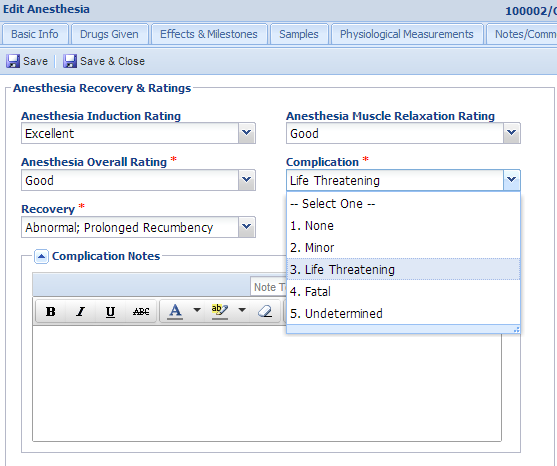 Edit Anesthesia
100002/
Basic Info
Drugs Given
Effects & Milestones
Samples
Physiological Measurements
Notes/Comm
Save
Save & Close
Anesthesia Recovery & Ratings
Anesthesia Induction Rating
Excellent
Anesthesia Muscle Relaxation Rating
Good
Anesthesia Overall Rating *
Good
Complication *
Life Threatening
-- Select One --
1. None
2. Minor
3. Life Threatening
4. Fatal
5. Undetermined
Recovery *
Abnormal; Prolonged Recumbency
Complication Notes
Note T
B I U ABC A ab